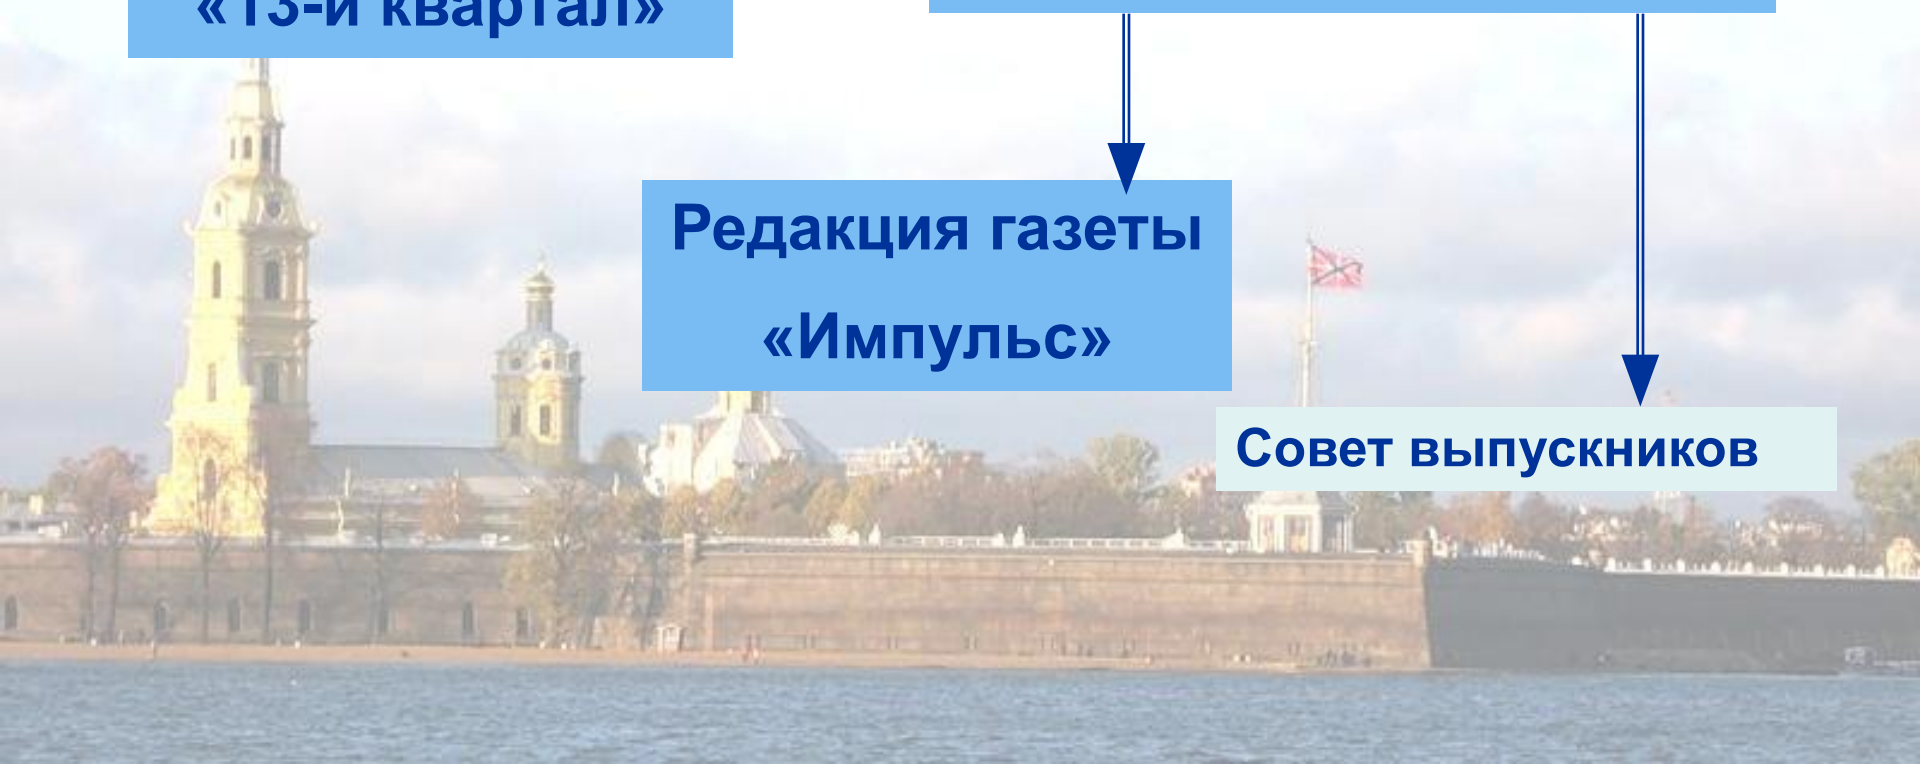 «13-й квартал»
Редакция газеты
«Импульс»
Совет выпускников